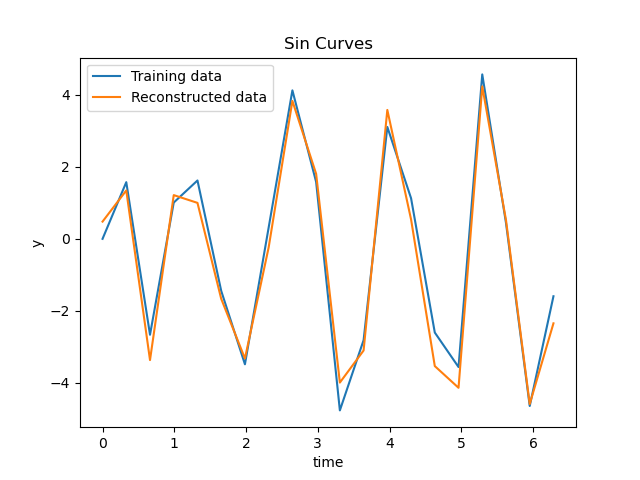 Sin Curves
Training data
Reconstructed data
4
2
0
−2
−4
y
0 1 2 3 4 5 6
time